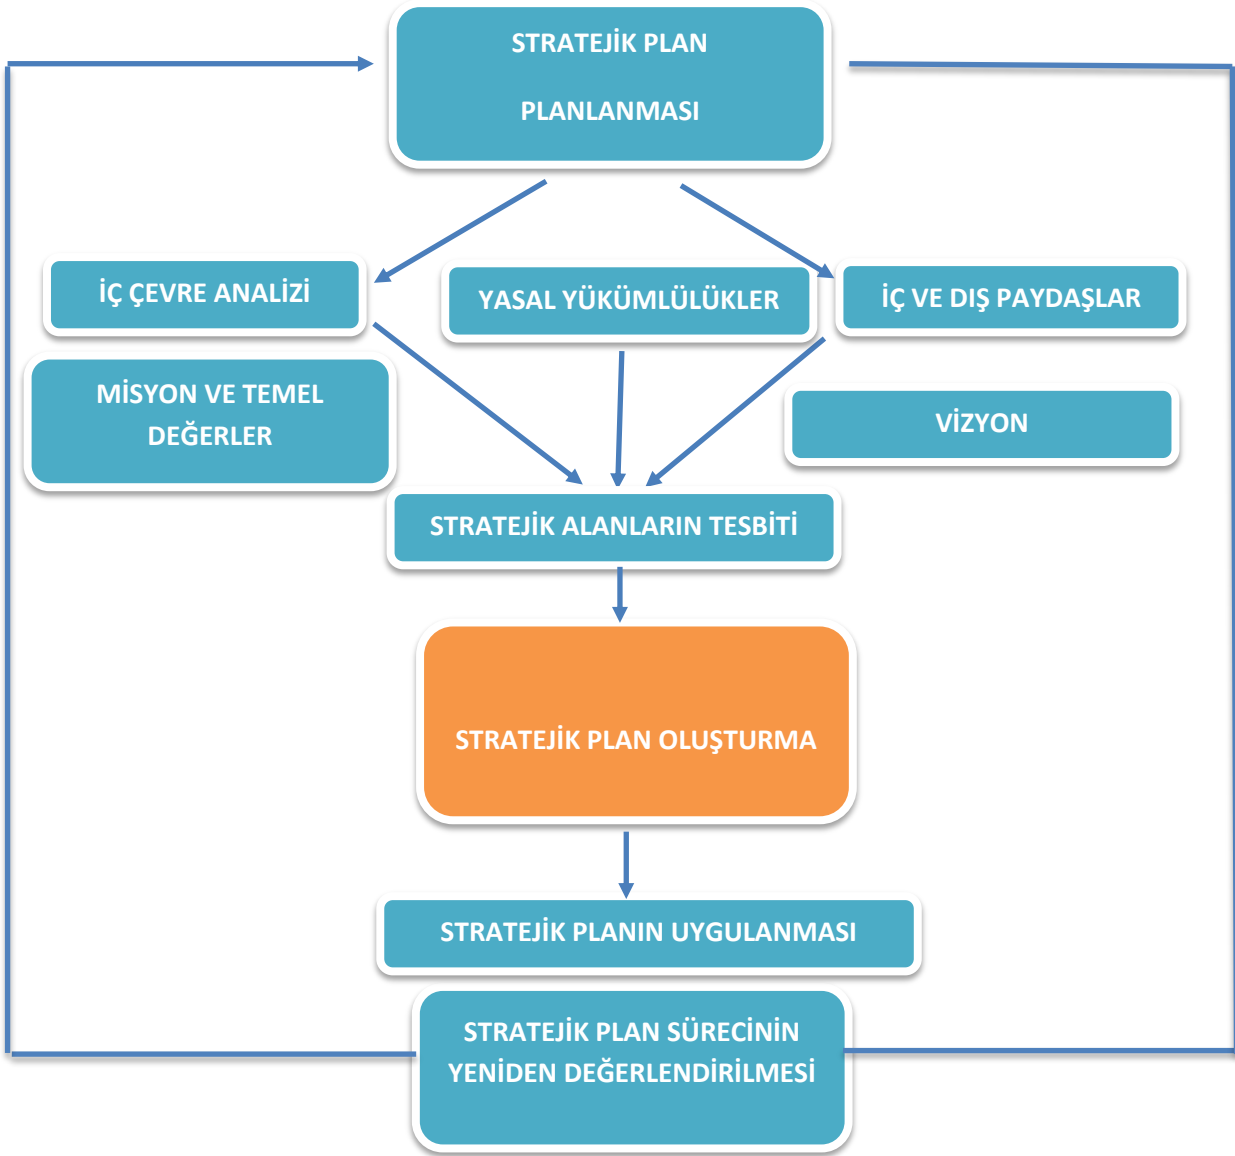 STRATEJİK PLAN
PLANLANMASI
İÇ ÇEVRE ANALİZİ
YASAL YÜKÜMLÜLÜKLER
İÇ VE DIŞ PAYDAŞLAR
MİSYON VE TEMEL
DEĞERLER
VİZYON
STRATEJİK ALANLARIN TESBİTİ
STRATEJİK PLAN OLUŞTURMA
STRATEJİK PLANIN UYGULANMASI
STRATEJİK PLAN SÜRECİNİN
YENİDEN DEĞERLENDİRİLMESİ